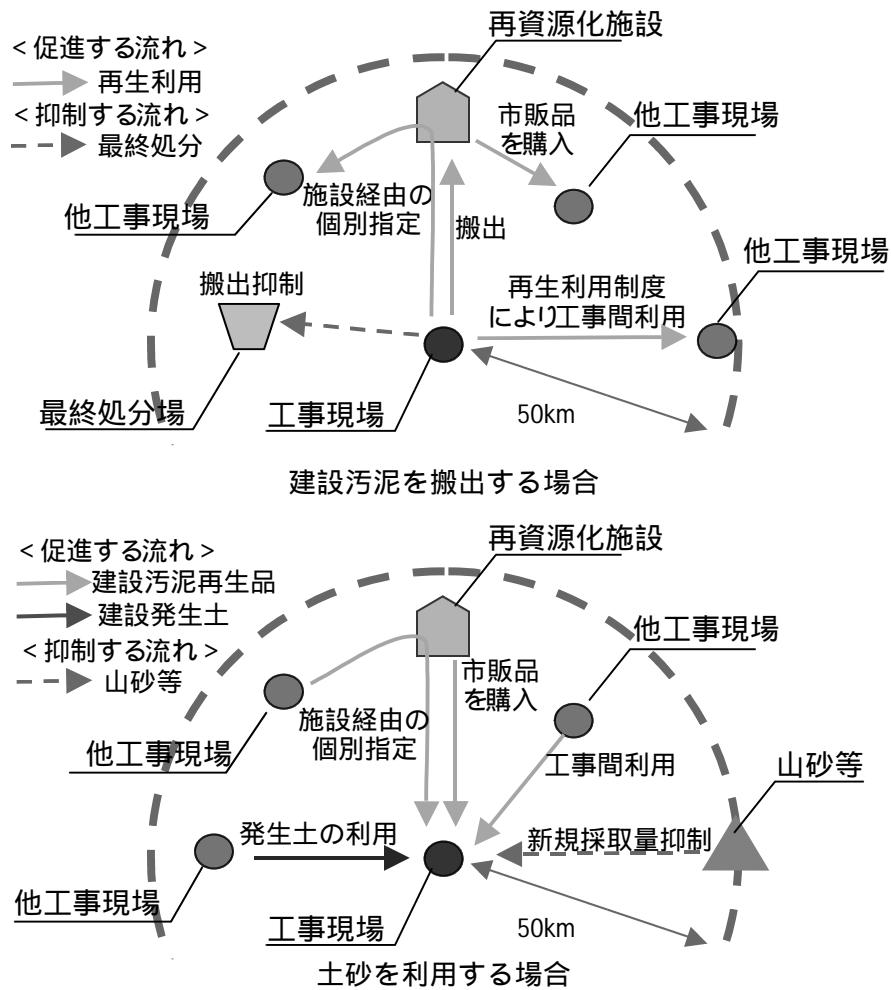 再資源化施設
＜促進する流れ＞
再生利用
＜抑制する流れ＞
最終処分
市販品
を購入
他工事現場
他工事現場
施設経由の
個別指定
搬出
他工事現場
搬出抑制
再生利用制度
により工事間利用
最終処分場
工事現場
50km
建設汚泥を搬出する場合
再資源化施設
＜促進する流れ＞
建設汚泥再生品
建設発生土
＜抑制する流れ＞
山砂等
他工事現場
市販品
を購入
施設経由の
個別指定
他工事現場
工事間利用
山砂等
発生土の利用
新規採取量抑制
他工事現場
工事現場
50km
土砂を利用する場合